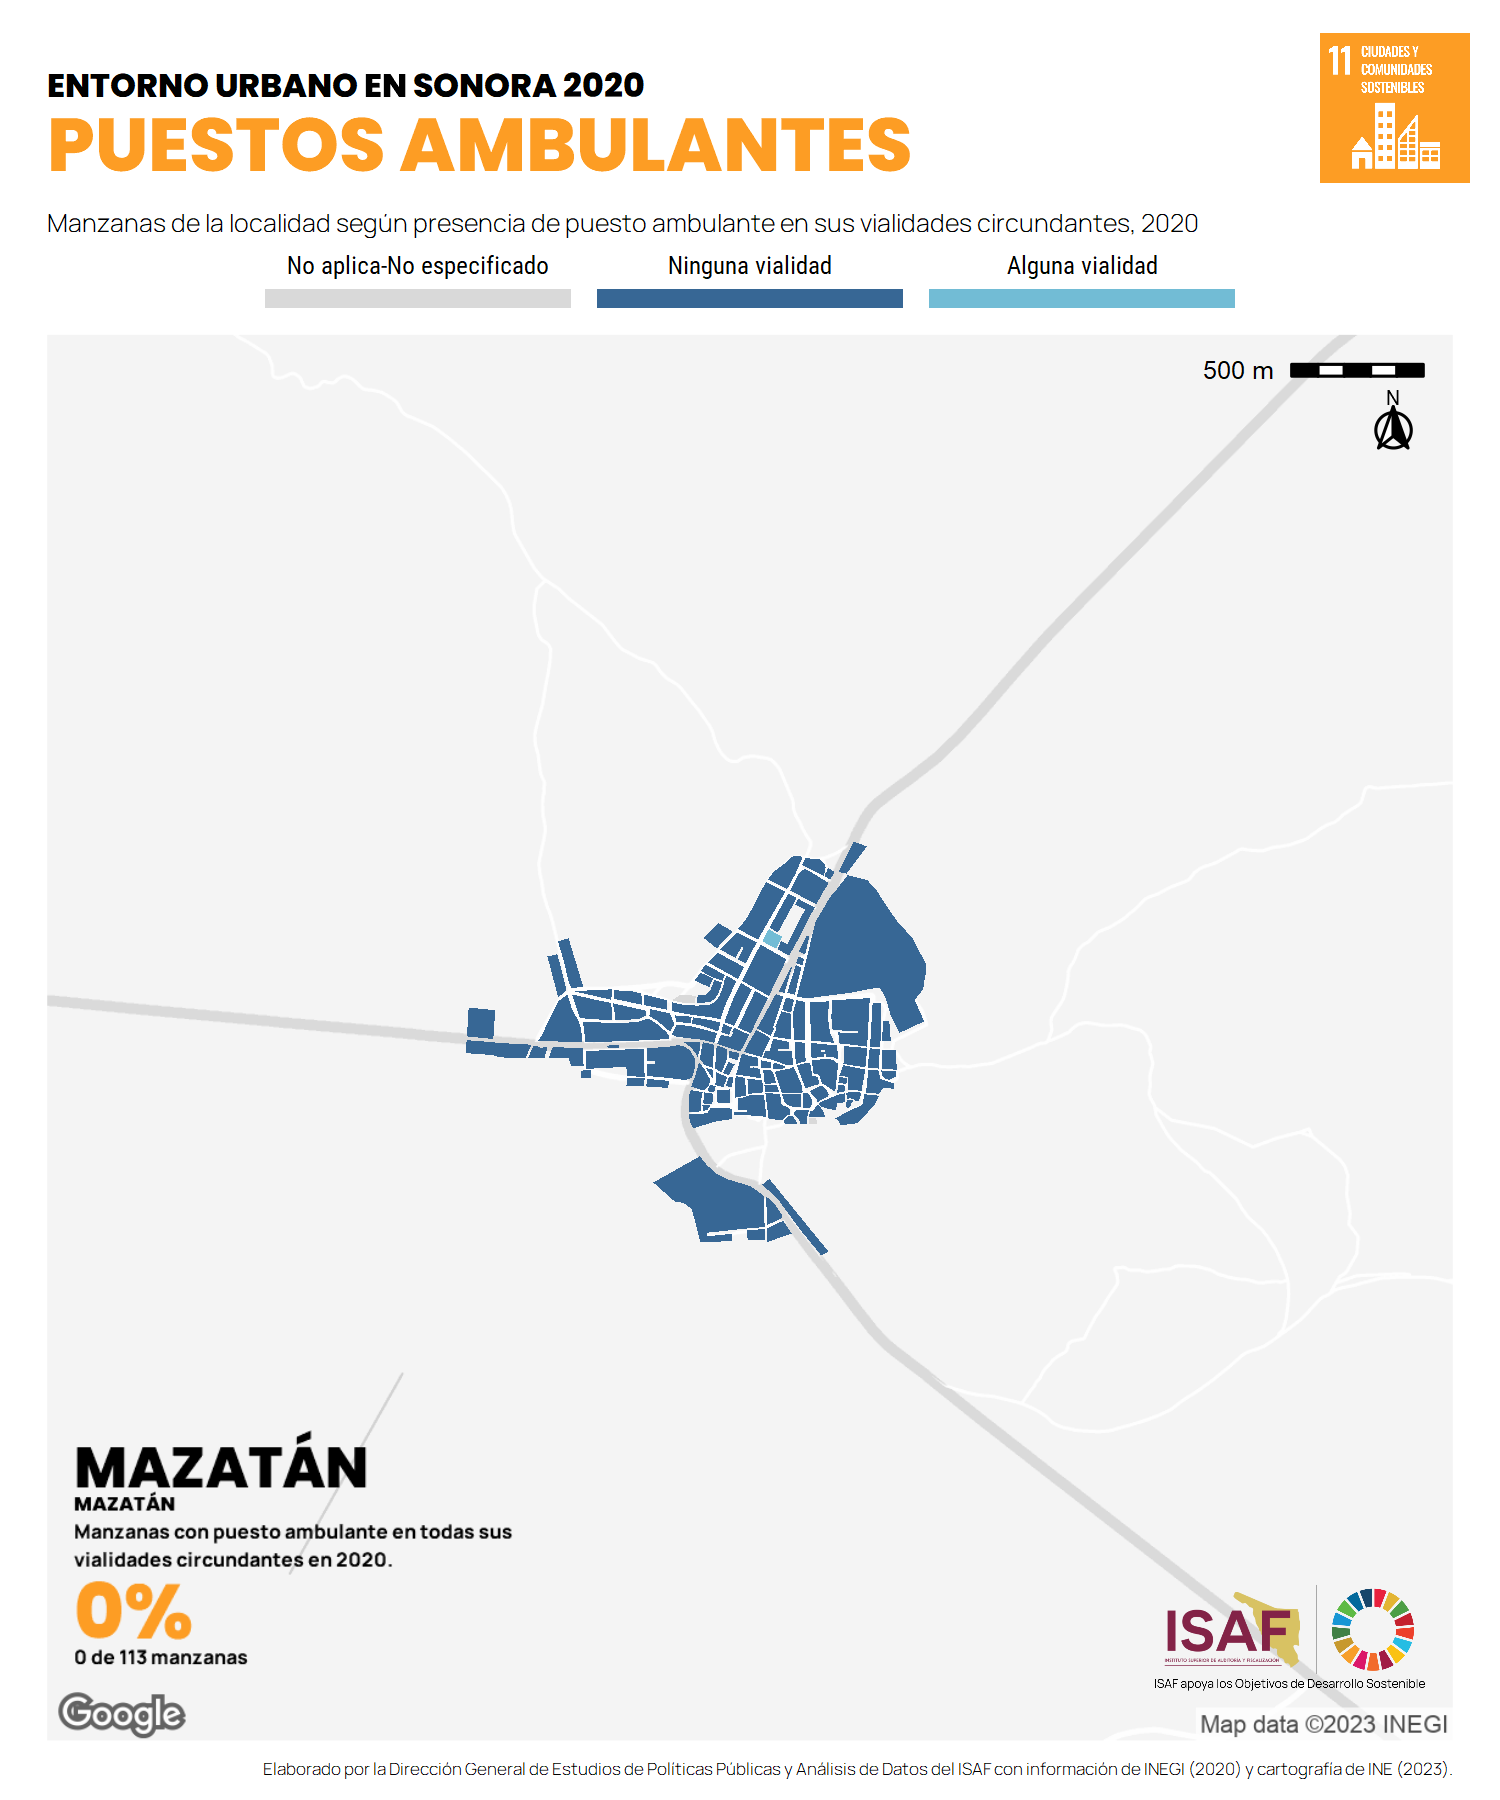 ENTORNO URBANO EN SONORA 2020
PUESTOS AMBULANTES
11 CIUDADES Y
COMUNIDADES
SOSTENIBLES
Manzanas de la localidad según presencia de puesto ambulante en sus vialidades circundantes, 2020
No aplica-No especificado
Ninguna vialidad
Alguna vialidad
500 m
N
MAZATÁN
MAZATÁN
Manzanas con puesto ambulante en todas sus
vialidades circundantes en 2020.
0%
0 de 113 manzanas
ISAF
INSTITUTO SUPERIOR DE AUDITORÍA Y FISCALIZACIÓN
ISAF apoya los Objetivos de Desarrollo Sostenible
Google
Map data ©2023 INEGI
Elaborado por la Dirección General de Estudios de Políticas Públicas y Análisis de Datos del ISAF con información de INEGI (2020) y cartografía de INE (2023).